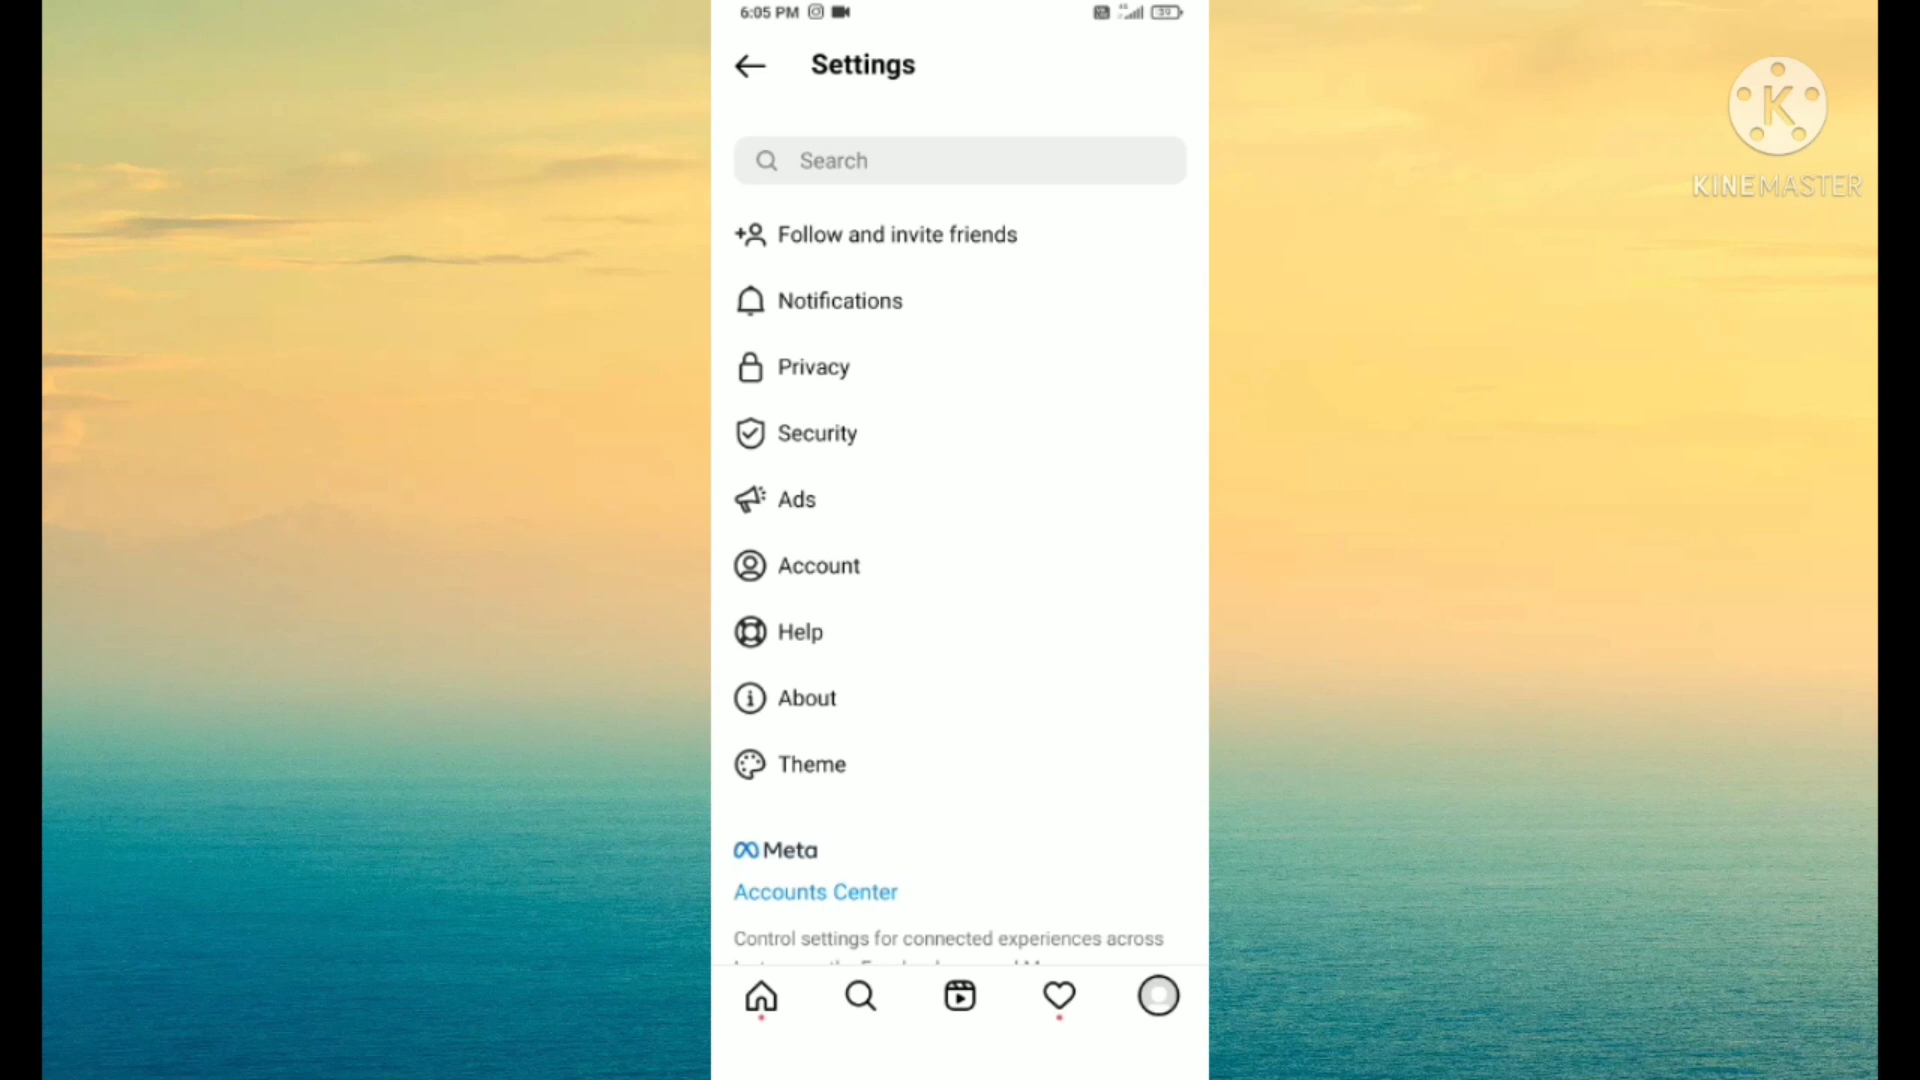 6:05 PM
39
Settings
Search
Follow and invite friends
Notifications
Privacy
Security
Ads
Account
Help
About
Theme
Meta
Accounts Center
Control settings for connected experiences across
K
KINEMASTER